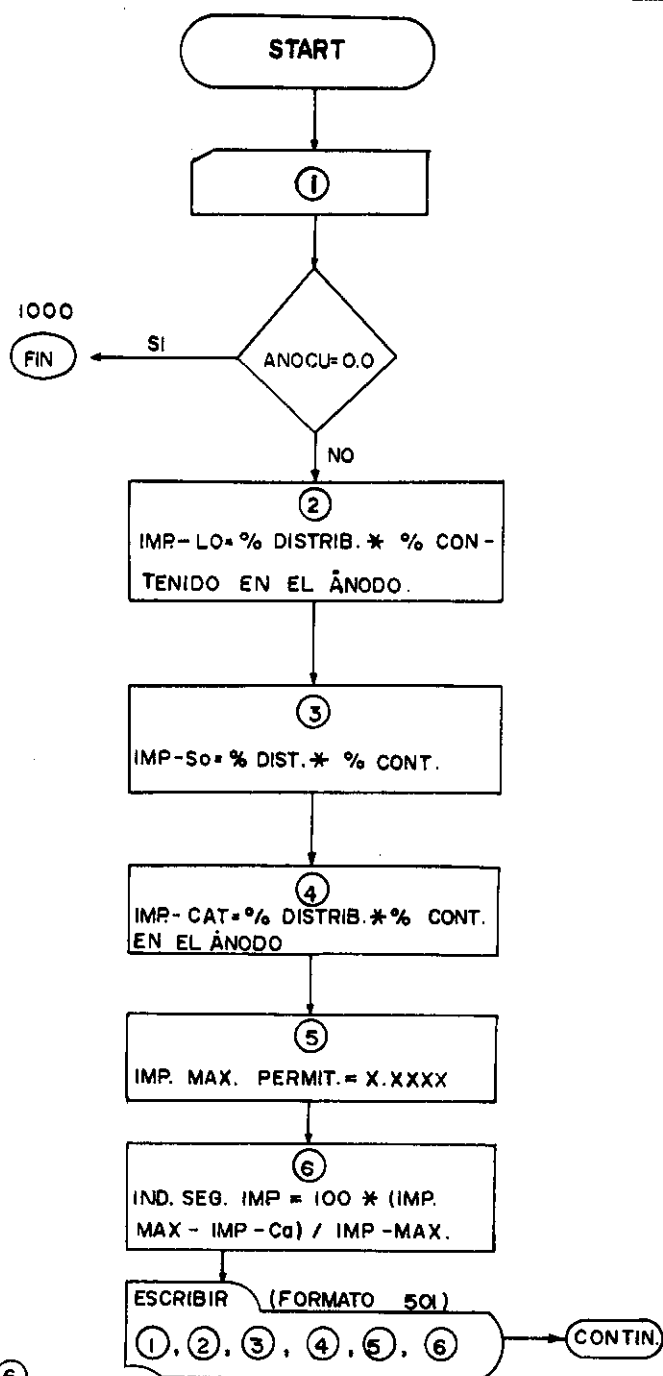 START
①
1000
FIN
SI
ANOCU=0.0
NO
②
IMP.-LO=% DISTRIB.* % CON-
TENIDO EN EL ÁNODO.
③
IMP-So=% DIST.* % CONT.
④
IMP.-CAT=% DISTRIB.*% CONT.
EN EL ÁNODO
⑤
IMP. MAX. PERMIT.= X.XXXX
⑥
IND. SEG. IMP = 100 * (IMP.
MAX - IMP-Ca) / IMP-MAX.
ESCRIBIR (FORMATO 501)
①, ②, ③, ④, ⑤, ⑥
CONTIN.
⑥